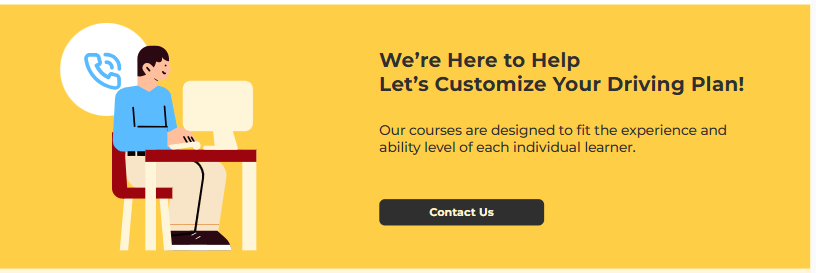 We’re Here to Help
Let’s Customize Your Driving Plan!
Our courses are designed to fit the experience and
ability level of each individual learner.
Contact Us